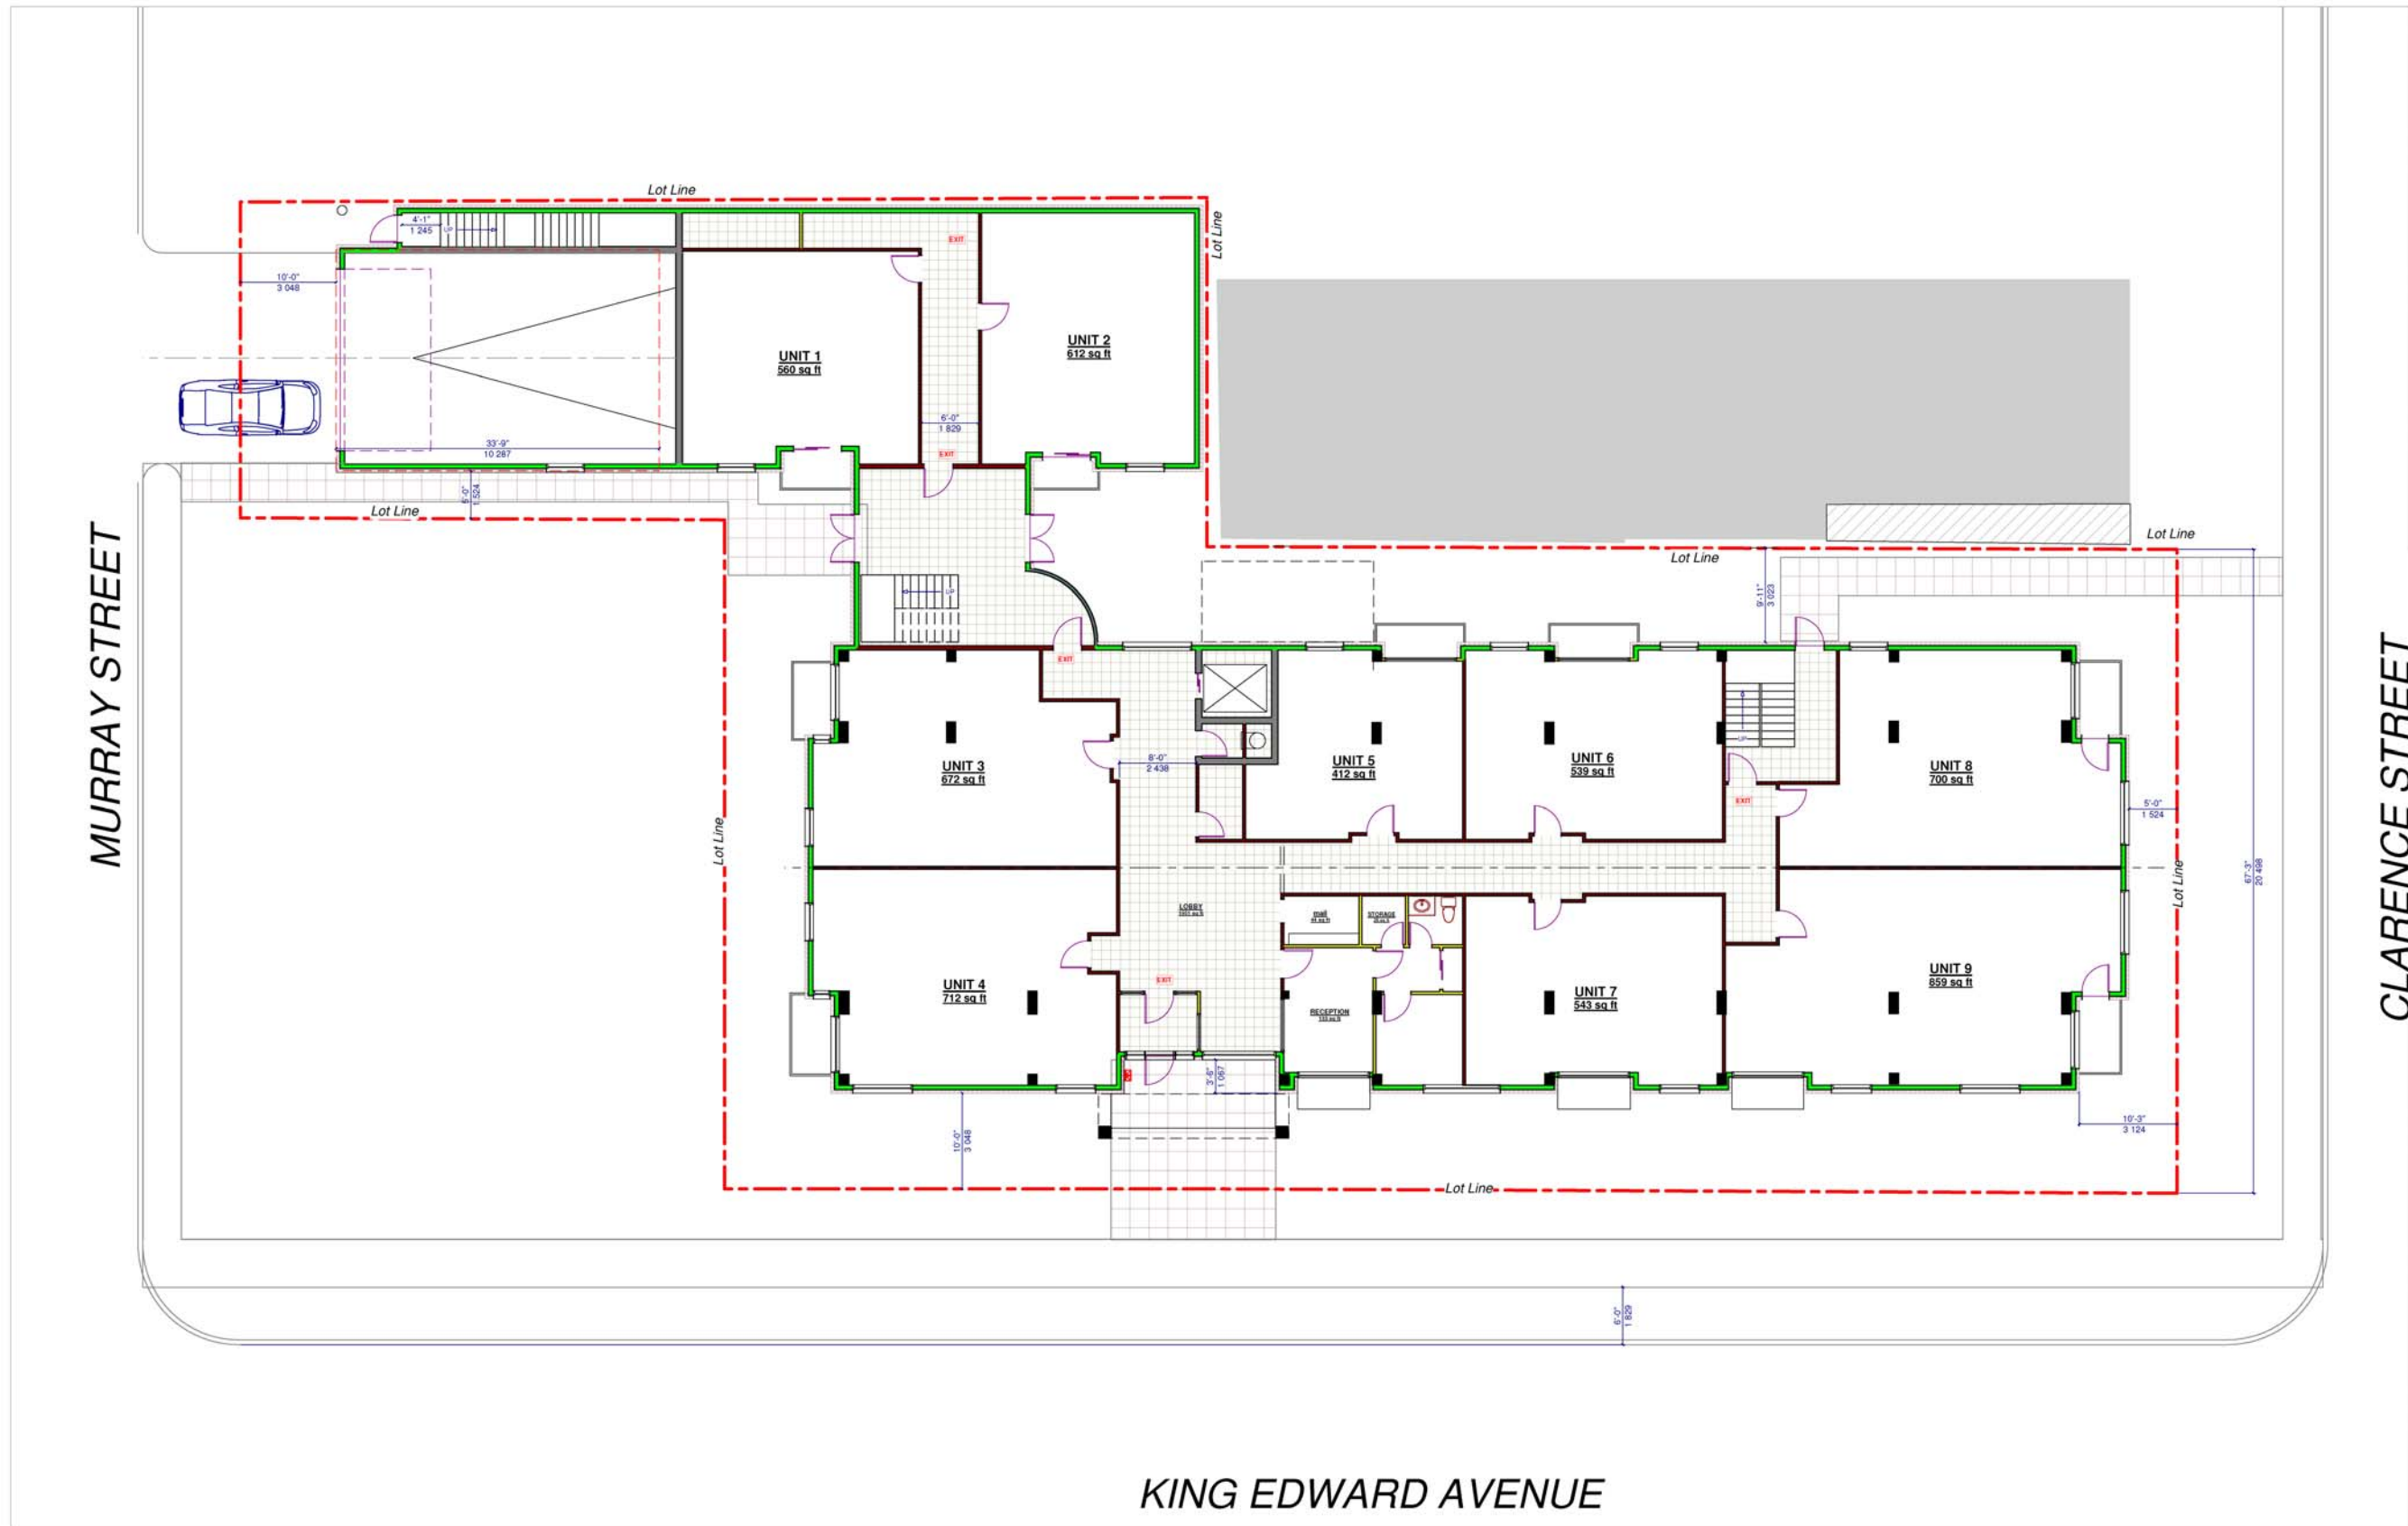 Lot Line
Lot Line
4'-1"
1 245
UP
EXIT
10'-0"
3 048
UNIT 1
560 sq ft
UNIT 2
612 sq ft
6'-0"
1 829
33'-9"
10 287
EXIT
5'-0"
1 524
Lot Line
MURRAY STREET
Lot Line
Lot Line
9'-11"
3 023
UP
EXIT
UNIT 3
672 sq ft
8'-0"
2 438
UNIT 5
412 sq ft
UNIT 6
539 sq ft
UP
EXIT
UNIT 8
700 sq ft
5'-0"
1 524
Lot Line
67'-3"
20 498
Lot Line
CLARENCE STREET
LOBBY
mail
STORAGE
UNIT 4
712 sq ft
EXIT
RECEPTION
UNIT 7
543 sq ft
UNIT 9
859 sq ft
3'-6"
1 067
10'-0"
3 048
10'-3"
3 124
Lot Line
6'-0"
1 829
KING EDWARD AVENUE